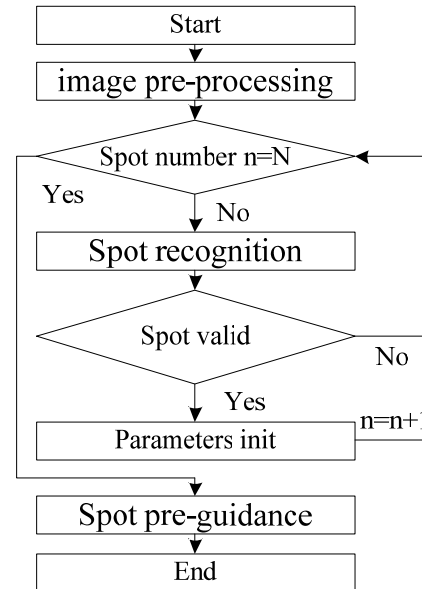 Start
image pre-processing
Spot number n=N
Yes
No
Spot recognition
Spot valid
No
Yes
n=n+1
Parameters init
Spot pre-guidance
End